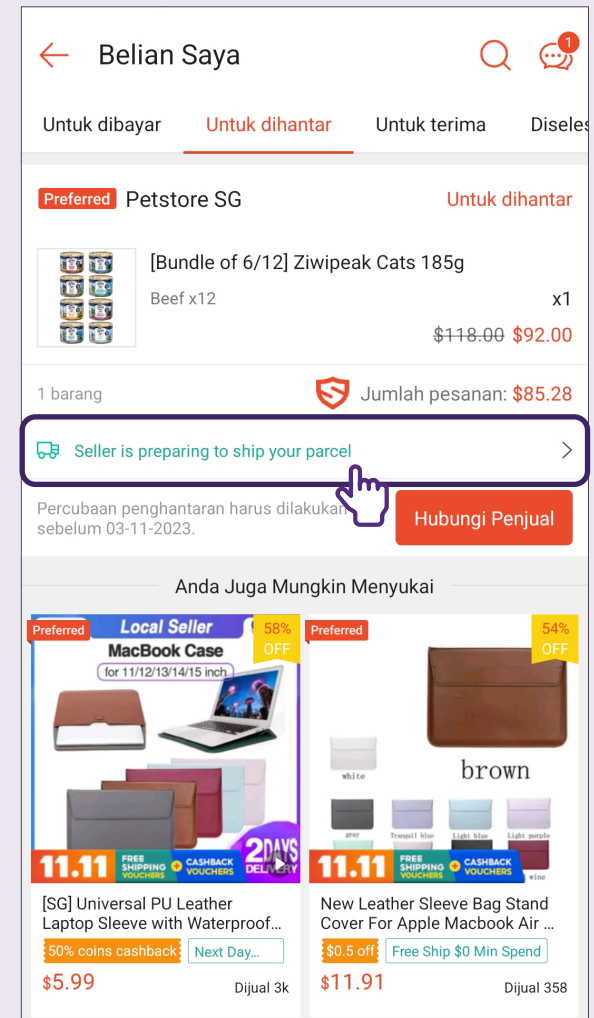 Belian Saya
1
Untuk dibayar Untuk dihantar Untuk terima Diseles
Preferred Petstore SG Untuk dihantar
[Bundle of 6/12] Ziwipeak Cats 185g
Beef x12 x1
$118.00 $92.00
1 barang Jumlah pesanan: $85.28
Seller is preparing to ship your parcel
Percubaan penghantaran harus dilakukan
sebelum 03-11-2023.
Hubungi Penjual
Anda Juga Mungkin Menyukai
Preferred
Local Seller
58%
OFF
MacBook Case
for 11/12/13/14/15 inch
11.11
FREE
SHIPPING
VOUCHERS
+
CASHBACK
VOUCHERS
2DAYS
DELIVERY
[SG] Universal PU Leather
Laptop Sleeve with Waterproof...
50% coins cashback Next Day...
$5.99 Dijual 3k
Preferred
54%
OFF
white
brown
gray Tranquil blue Light blue Light purple
wine
11.11
FREE
SHIPPING
VOUCHERS
+
CASHBACK
VOUCHERS
New Leather Sleeve Bag Stand
Cover For Apple Macbook Air ...
$0.5 off Free Ship $0 Min Spend
$11.91 Dijual 358